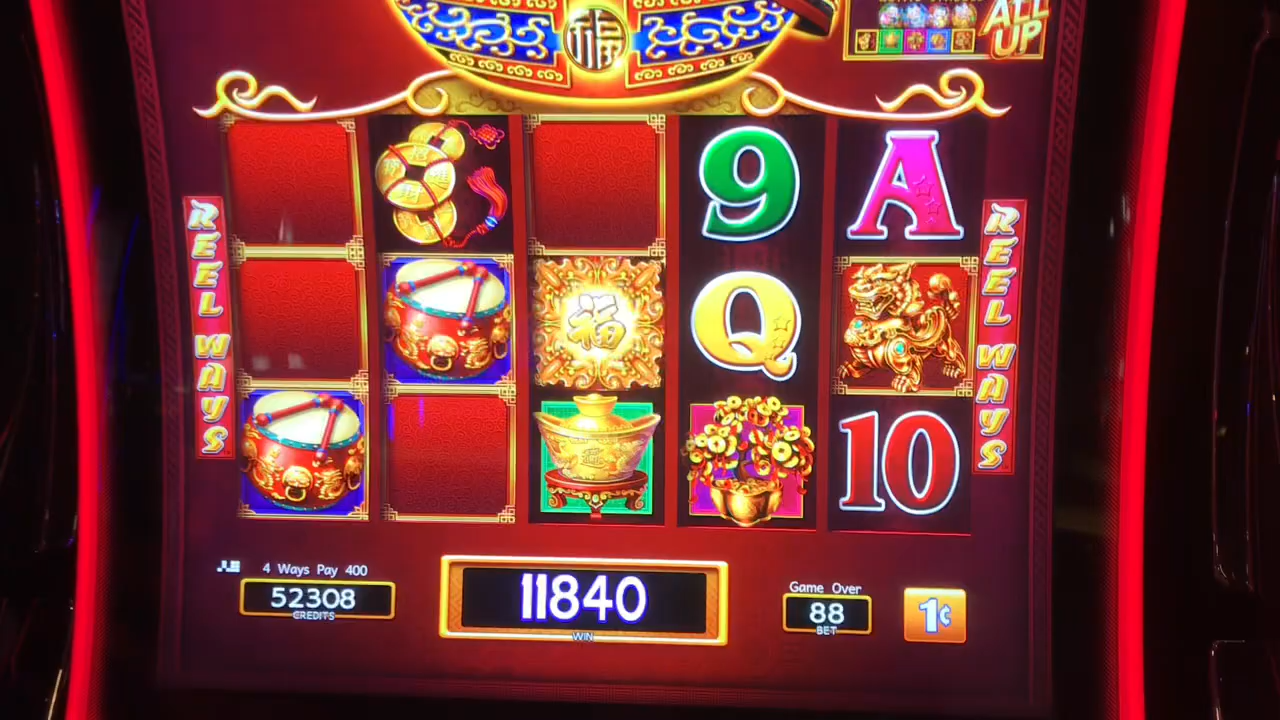 福
ALL
UP
9
A
REEL WAYS
REEL WAYS
福
Q
10
4 Ways Pay 400
52308
CREDITS
11840
WIN
Game Over
88
BET
1¢